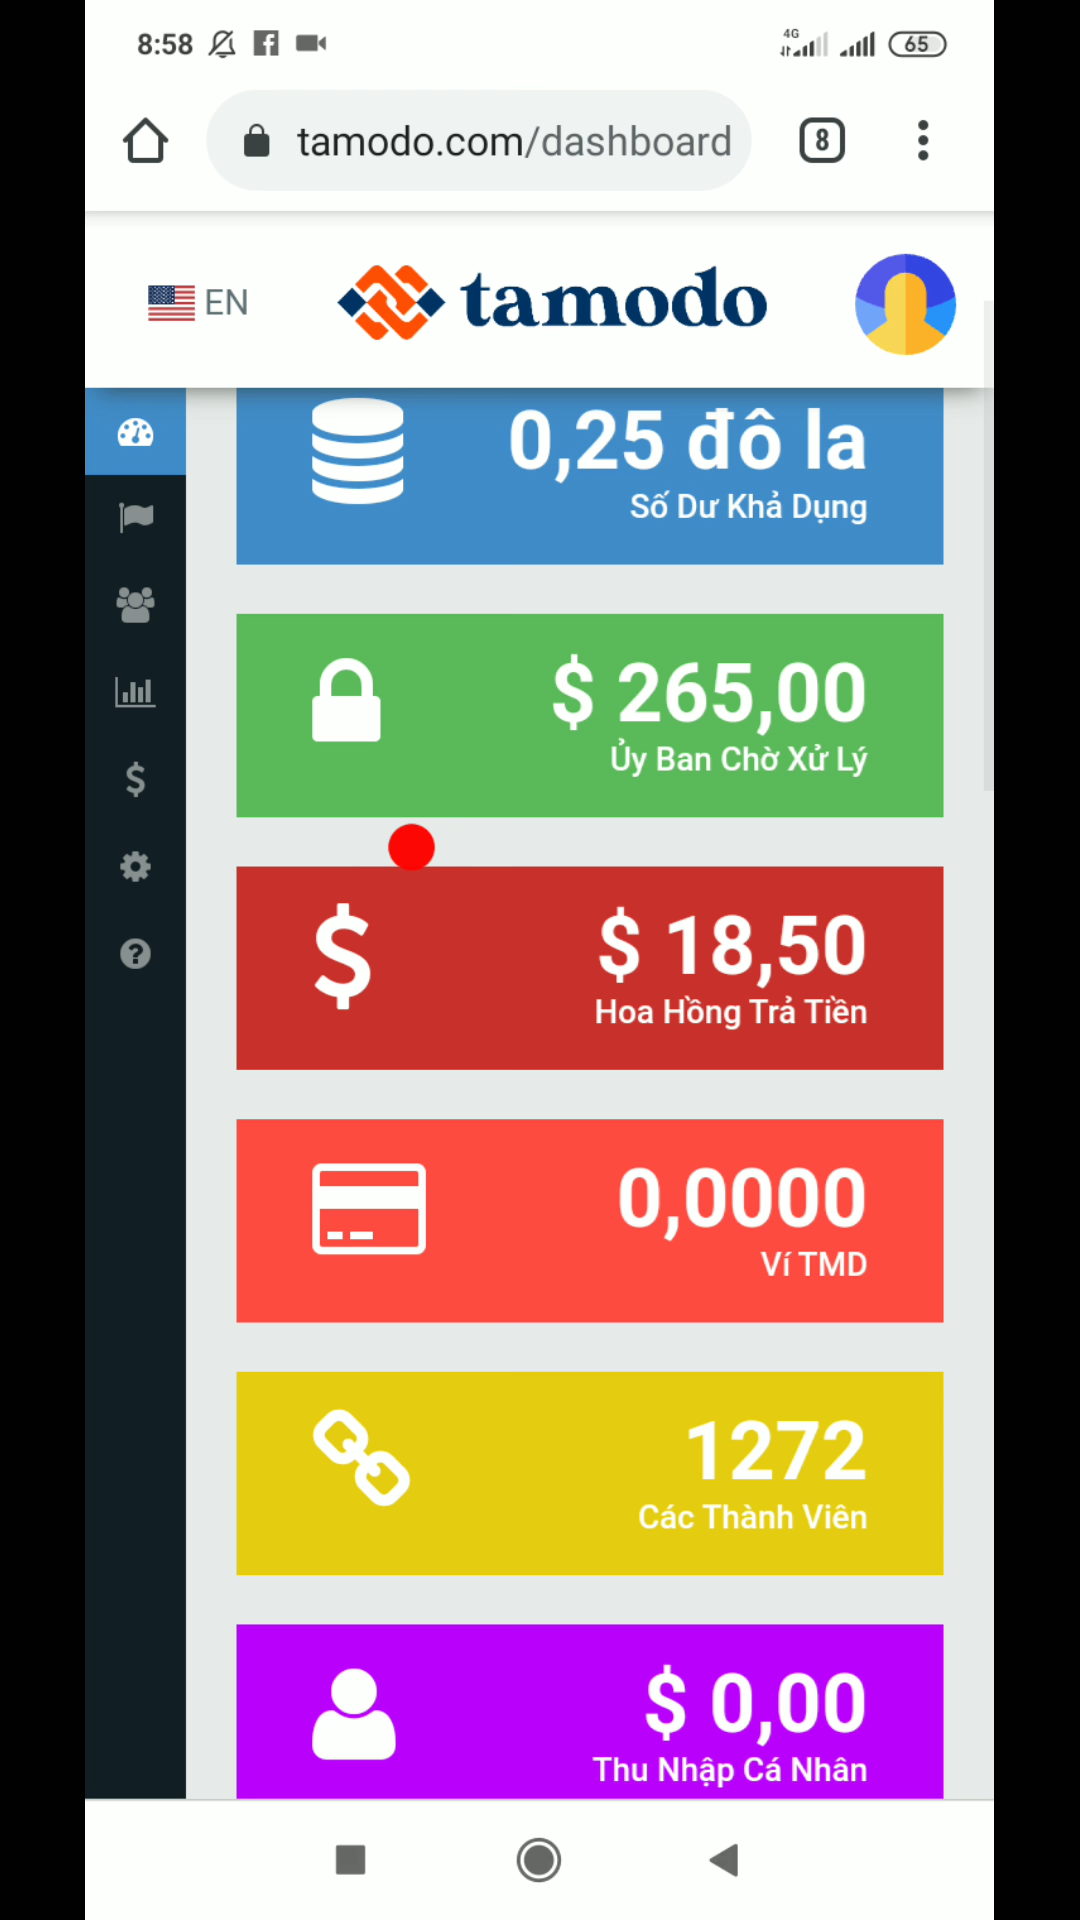 8:58
4G
65
tamodo.com/dashboard
8
EN
tamodo
0,25 đô la
Số Dư Khả Dụng
$ 265,00
Ủy Ban Chờ Xử Lý
$ 18,50
Hoa Hồng Trả Tiền
0,0000
Ví TMD
1272
Các Thành Viên
$ 0,00
Thu Nhập Cá Nhân